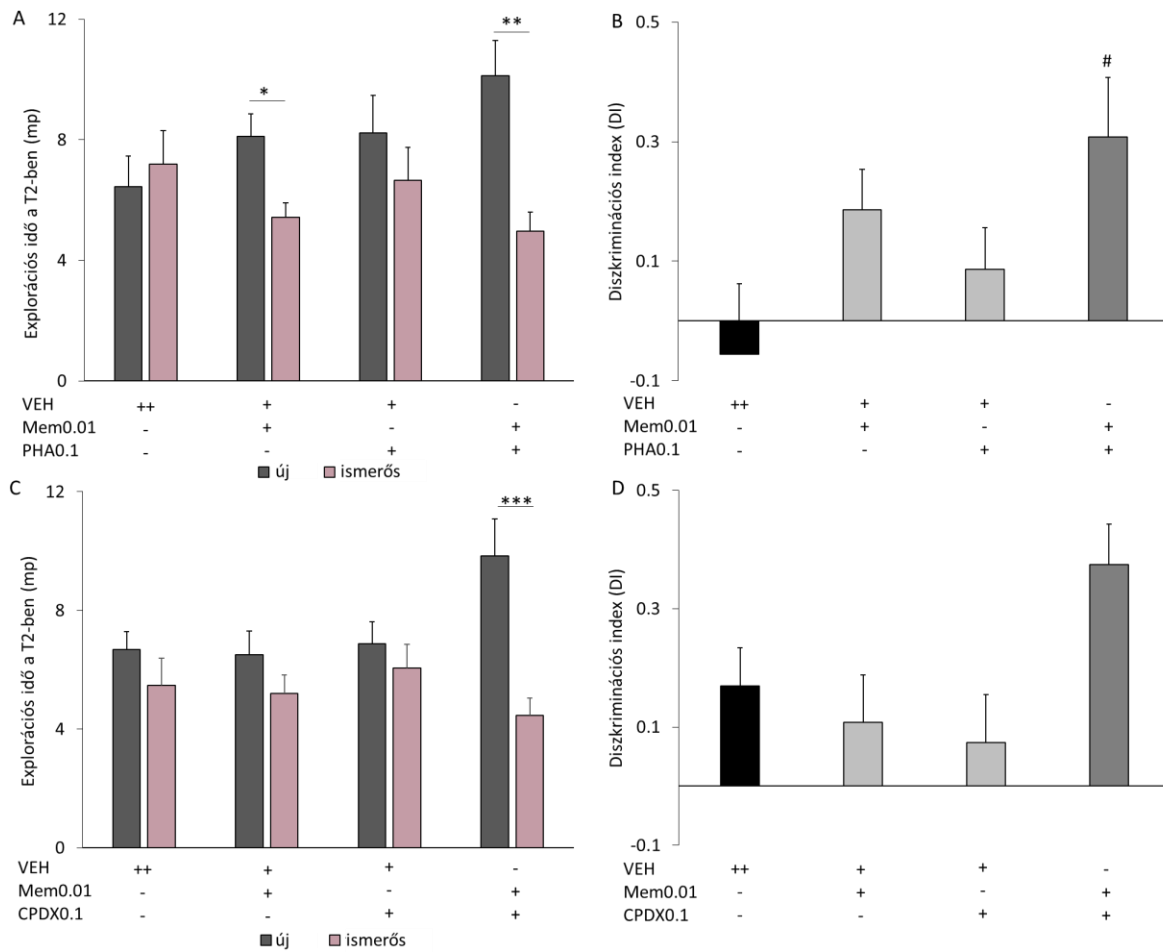 A
12
8
4
0
Explorációs idő a T2-ben (mp)
*
**
VEH ++ + + -
Mem0.01 - + - +
PHA0.1 - - + +
új ismerős
B
0.5
0.3
0.1
-0.1
Diszkriminációs index (DI)
#
VEH ++ + + -
Mem0.01 - + - +
PHA0.1 - - + +
C
12
8
4
0
Explorációs idő a T2-ben (mp)
***
VEH ++ + + -
Mem0.01 - + - +
CPDX0.1 - - + +
új ismerős
D
0.5
0.3
0.1
-0.1
Diszkriminációs index (DI)
VEH ++ + + -
Mem0.01 - + - +
CPDX0.1 - - + +